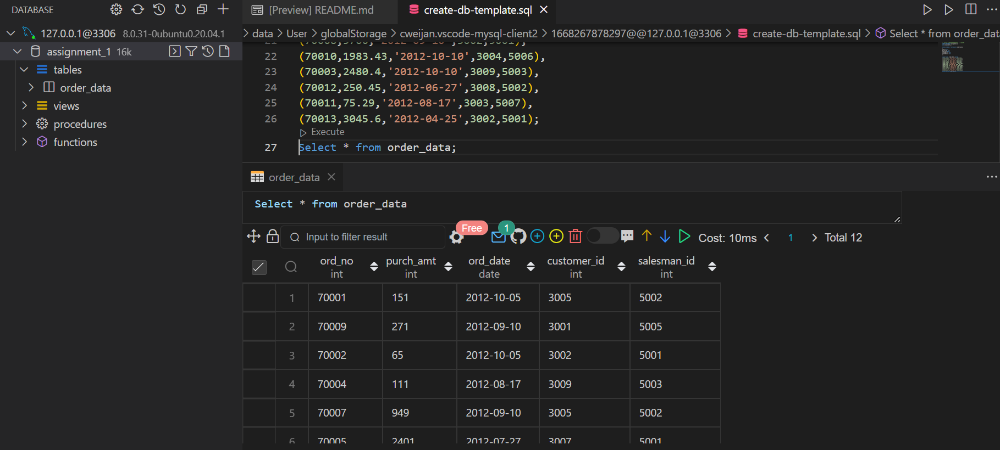 DATABASE
127.0.0.1@3306 8.0.31-0ubuntu0.20.04.1
assignment_1 16k
tables
order_data
views
procedures
functions
[Preview] README.md
create-db-template.sql
data > User > globalStorage > cweijan.vscode-mysql-client2 > 1668267878297@@127.0.0.1@3306 > create-db-template.sql > Select * from order_dat
22 (70010,1983.43,'2012-10-10',3004,5006),
23 (70003,2480.4,'2012-10-10',3009,5003),
24 (70012,250.45,'2012-06-27',3008,5002),
25 (70011,75.29,'2012-08-17',3003,5007),
26 (70013,3045.6,'2012-04-25',3002,5001);
Execute
27 Select * from order_data;
order_data
Select * from order_data
Input to filter result
Free
1
Cost: 10ms < 1 > Total 12
ord_no purch_amt ord_date customer_id salesman_id
int int date int int
1 70001 151 2012-10-05 3005 5002
2 70009 271 2012-09-10 3001 5005
3 70002 65 2012-10-05 3002 5001
4 70004 111 2012-08-17 3009 5003
5 70007 949 2012-09-10 3005 5002
6 70005 2401 2012-07-27 3007 5001